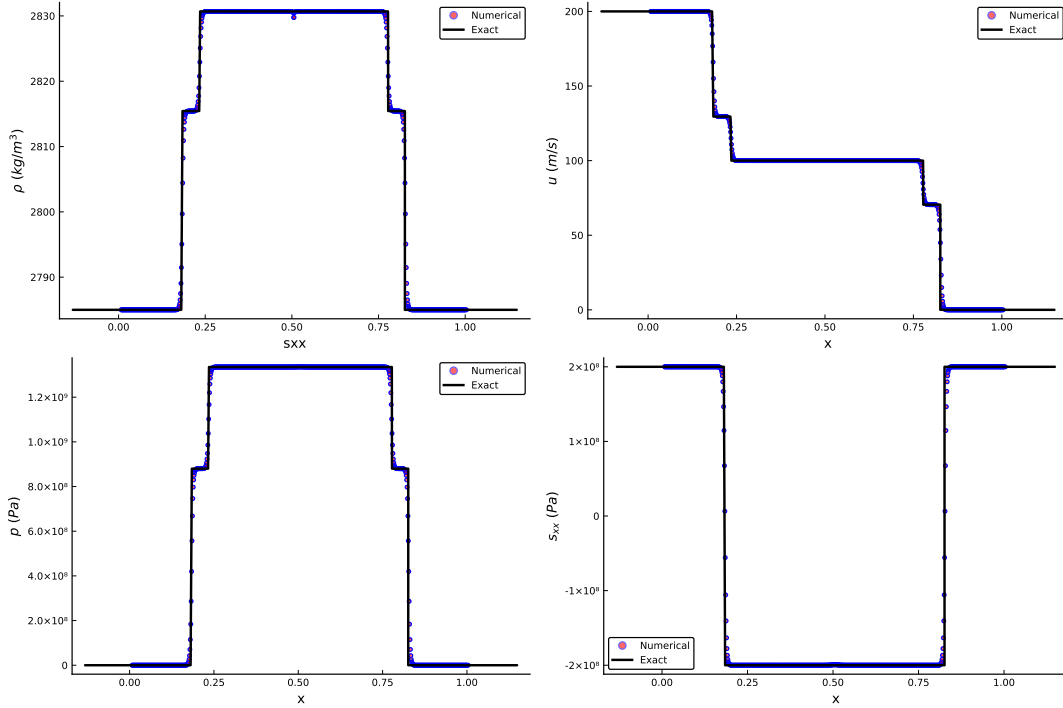 2830
2820
2810
2800
2790
ρ (kg/m³)
0.00 0.25 0.50 0.75 1.00
sxx
Numerical
Exact
200
150
100
50
0
u (m/s)
0.00 0.25 0.50 0.75 1.00
x
Numerical
Exact
1.2×10⁹
1.0×10⁹
8.0×10⁸
6.0×10⁸
4.0×10⁸
2.0×10⁸
0
p (Pa)
0.00 0.25 0.50 0.75 1.00
x
Numerical
Exact
2×10⁸
1×10⁸
0
-1×10⁸
-2×10⁸
sₓₓ (Pa)
0.00 0.25 0.50 0.75 1.00
x
Numerical
Exact